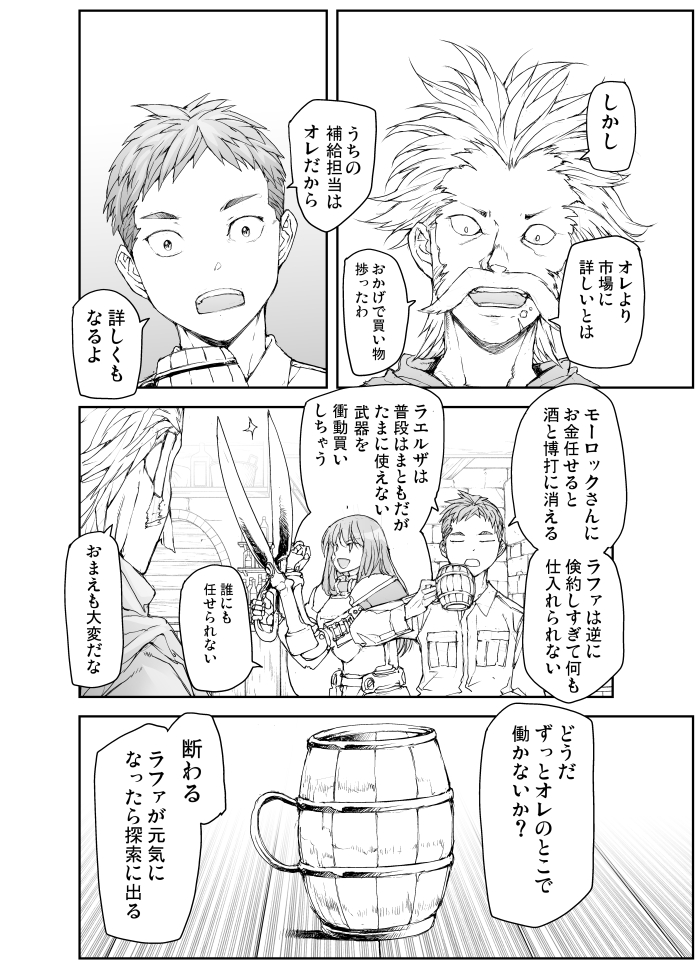 しかし
オレより
市場に
詳しいとは
おかげで買い物
捗ったわ
うちの
補給担当は
オレだから
詳しくも
なるよ
モーロックさんに
お金任せると
酒と博打に消える
ラファは逆に
倹約しすぎて何も
仕入れられない
ラエルザは
普段はまともだが
たまに使えない
武器を
衝動買い
しちゃう
誰にも
任せられない
おまえも大変だな
どうだ
ずっとオレのとこで
働かないか?
断わる
ラファが元気に
なったら探索に出る